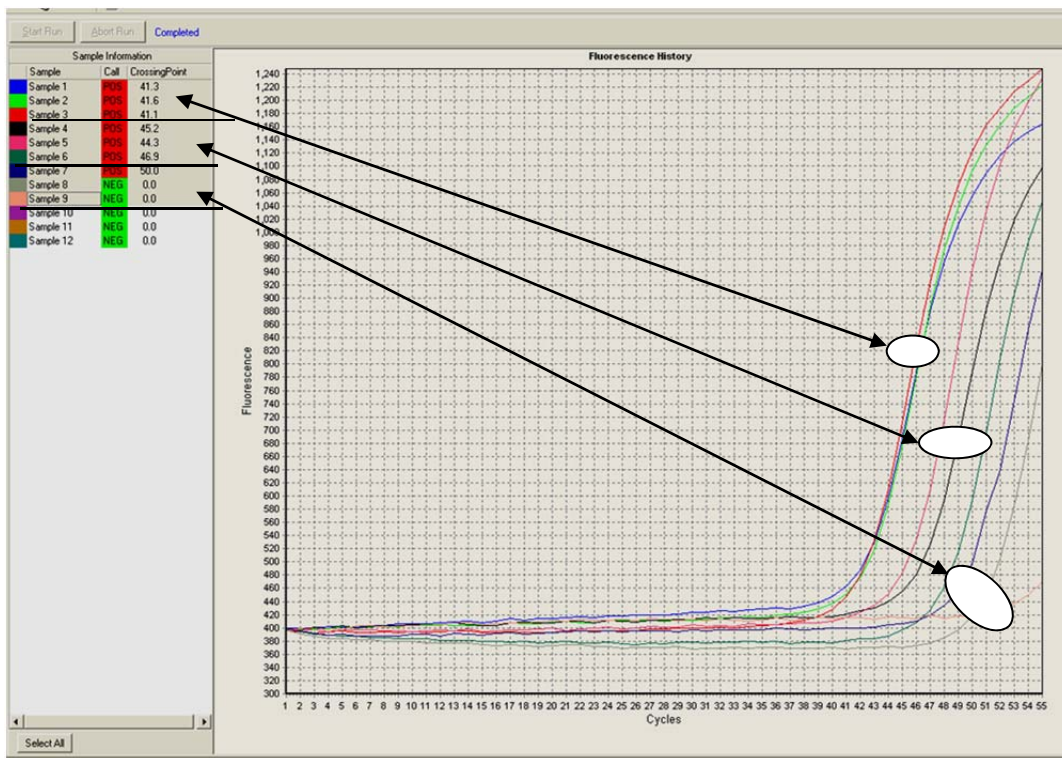 Start Run Abort Run Completed
Sample Information
Sample Call CrossingPoint
Sample 1 POS 41.3
Sample 2 POS 41.6
Sample 3 POS 41.1
Sample 4 POS 45.2
Sample 5 POS 44.3
Sample 6 POS 46.9
Sample 7 POS 50.0
Sample 8 NEG 0.0
Sample 9 NEG 0.0
Sample 10 NEG 0.0
Sample 11 NEG 0.0
Sample 12 NEG 0.0
Select All
Fluorescence History
Fluorescence
1,240
1,220
1,200
1,180
1,160
1,140
1,120
1,100
1,080
1,060
1,040
1,020
1,000
980
960
940
920
900
880
860
840
820
800
780
760
740
720
700
680
660
640
620
600
580
560
540
520
500
480
460
440
420
400
380
360
340
320
300
1 2 3 4 5 6 7 8 9 10 11 12 13 14 15 16 17 18 19 20 21 22 23 24 25 26 27 28 29 30 31 32 33 34 35 36 37 38 39 40 41 42 43 44 45 46 47 48 49 50 51 52 53 54 55
Cycles